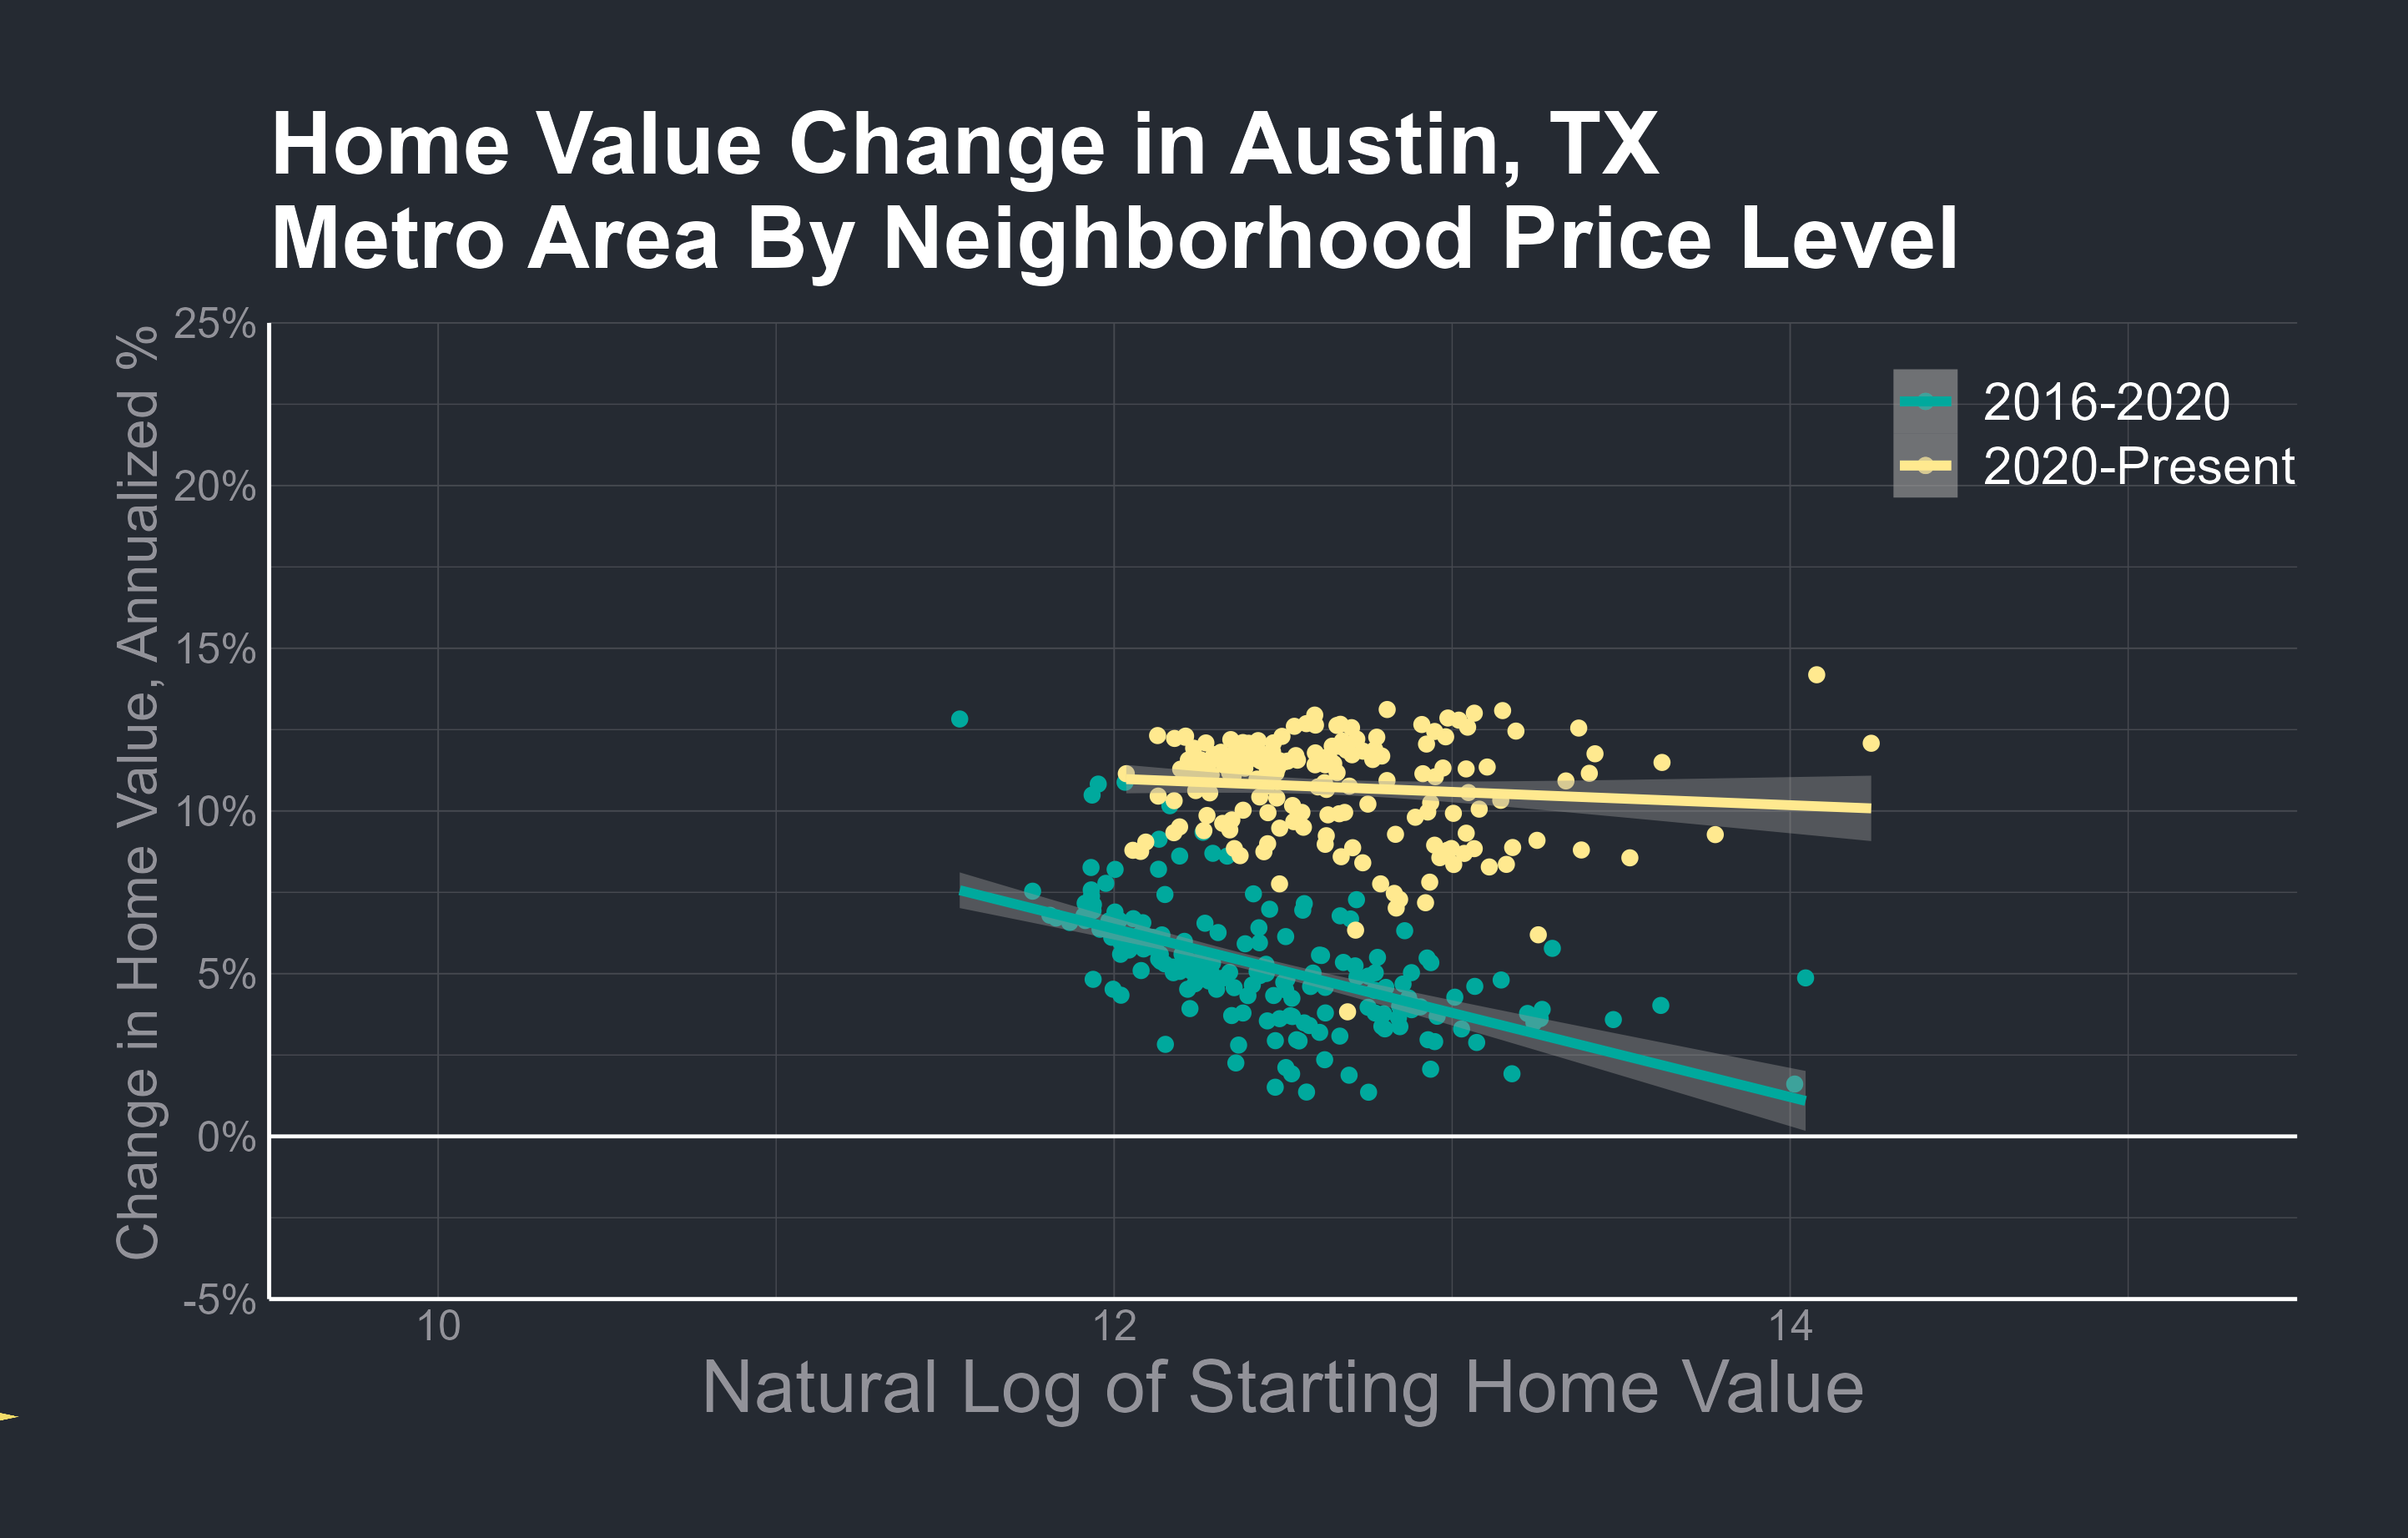 Home Value Change in Austin, TX
Metro Area By Neighborhood Price Level
Change in Home Value, Annualized %
25%
20%
15%
10%
5%
0%
-5%
2016-2020
2020-Present
10
12
14
Natural Log of Starting Home Value